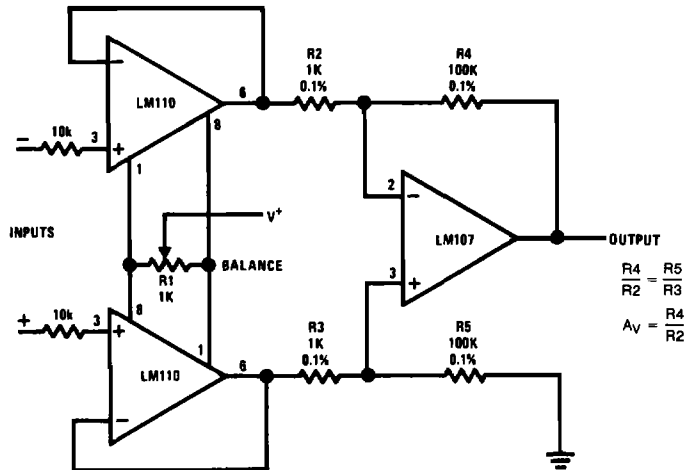 R2
1K
0.1%
R4
100K
0.1%
−
LM110
6
8
− 10k 3 +
1
2
−
INPUTS
V+
LM107
OUTPUT
R1
1K
BALANCE
3
+
R4/R2 = R5/R3
AV = R4/R2
+ 10k 3 +
8
1
LM110
6
−
R3
1K
0.1%
R5
100K
0.1%